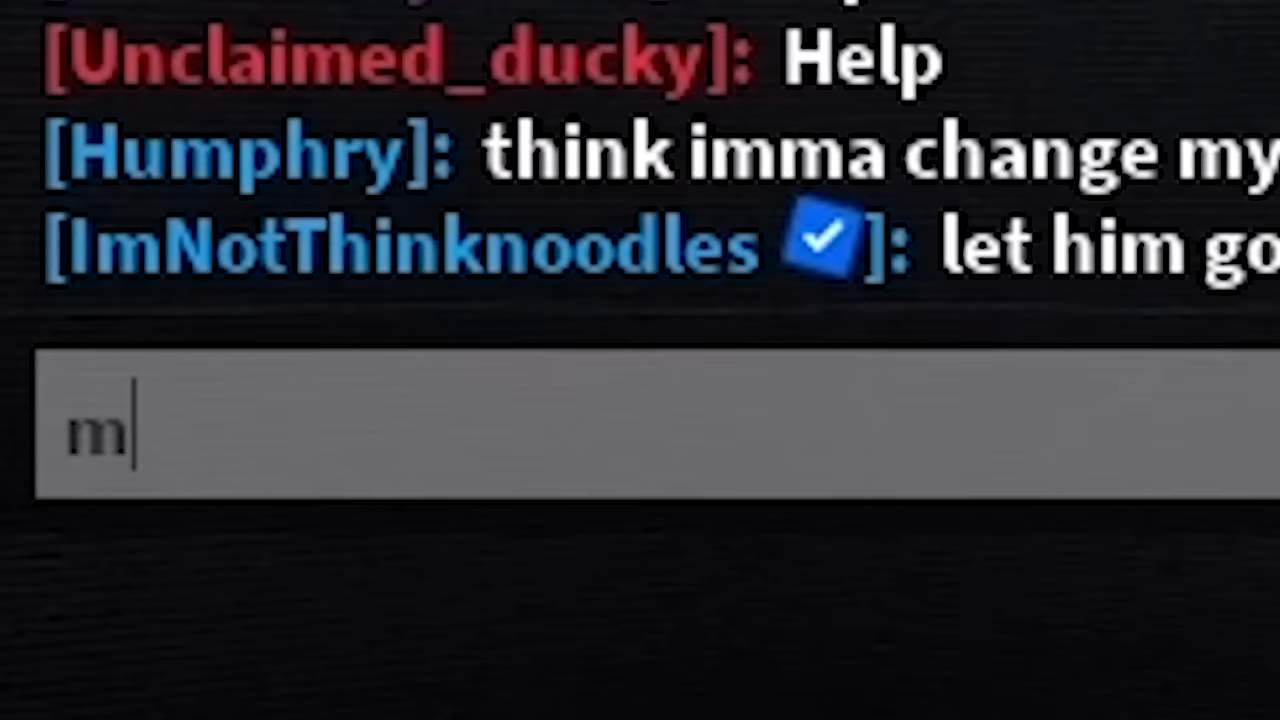 [Unclaimed_ducky]: Help
[Humphry]: think imma change my
[ImNotThinknoodles ☑]: let him go
m